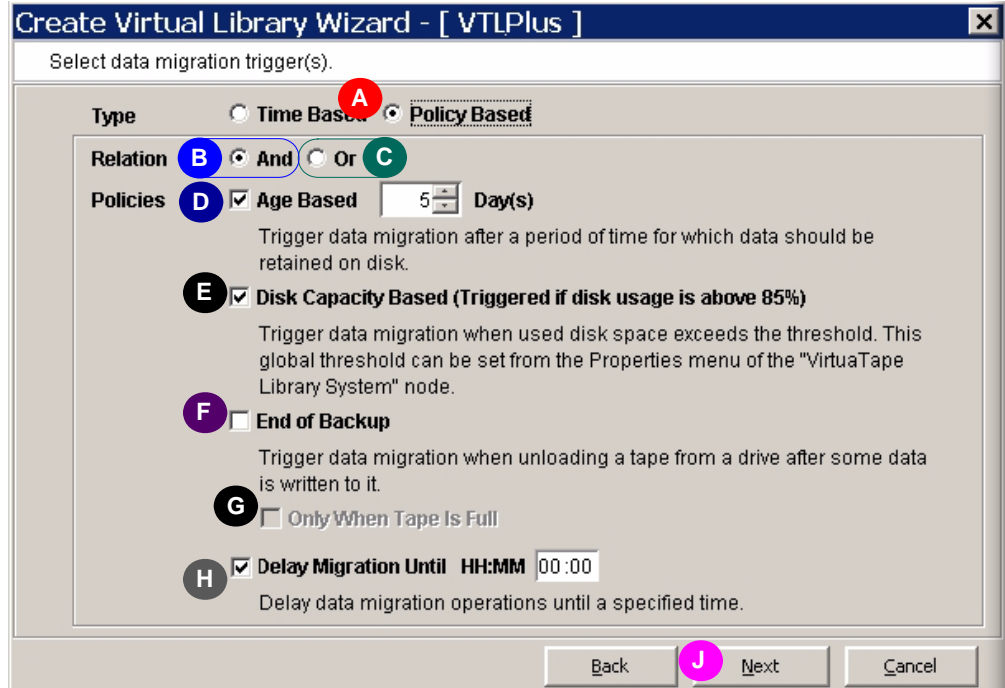 Create Virtual Library Wizard - [ VTLPlus ]
Select data migration trigger(s).
Type Time Based A Policy Based
Relation B And Or C
Policies D Age Based 5 Day(s)
Trigger data migration after a period of time for which data should be
retained on disk.
E Disk Capacity Based (Triggered if disk usage is above 85%)
Trigger data migration when used disk space exceeds the threshold. This
global threshold can be set from the Properties menu of the "VirtuaTape
Library System" node.
F End of Backup
Trigger data migration when unloading a tape from a drive after some data
is written to it.
G Only When Tape Is Full
H Delay Migration Until HH:MM 00:00
Delay data migration operations until a specified time.
Back J Next Cancel